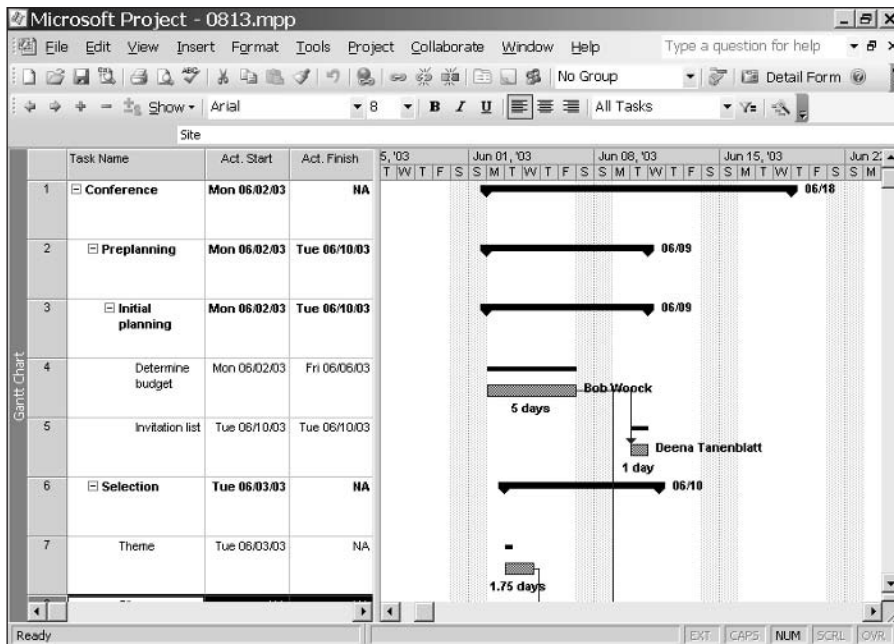 Microsoft Project - 0813.mpp
File Edit View Insert Format Tools Project Collaborate Window Help Type a question for help
No Group Detail Form
Show Arial 8 B I U All Tasks
Site
Task Name Act. Start Act. Finish 5, '03 Jun 01, '03 Jun 08, '03 Jun 15, '03 Jun 2
T W T F S S M T W T F S S M T W T F S S M T W T F S S M
1 Conference Mon 06/02/03 NA 06/18
2 Preplanning Mon 06/02/03 Tue 06/10/03 06/09
3 Initial planning Mon 06/02/03 Tue 06/10/03 06/09
Gantt Chart
4 Determine budget Mon 06/02/03 Fri 06/06/03 Bob Woock
5 days
5 Invitation list Tue 06/10/03 Tue 06/10/03 Deena Tanenblatt
1 day
6 Selection Tue 06/03/03 NA 06/10
7 Theme Tue 06/03/03 NA
1.75 days
Ready EXT CAPS NUM SCRL OVR